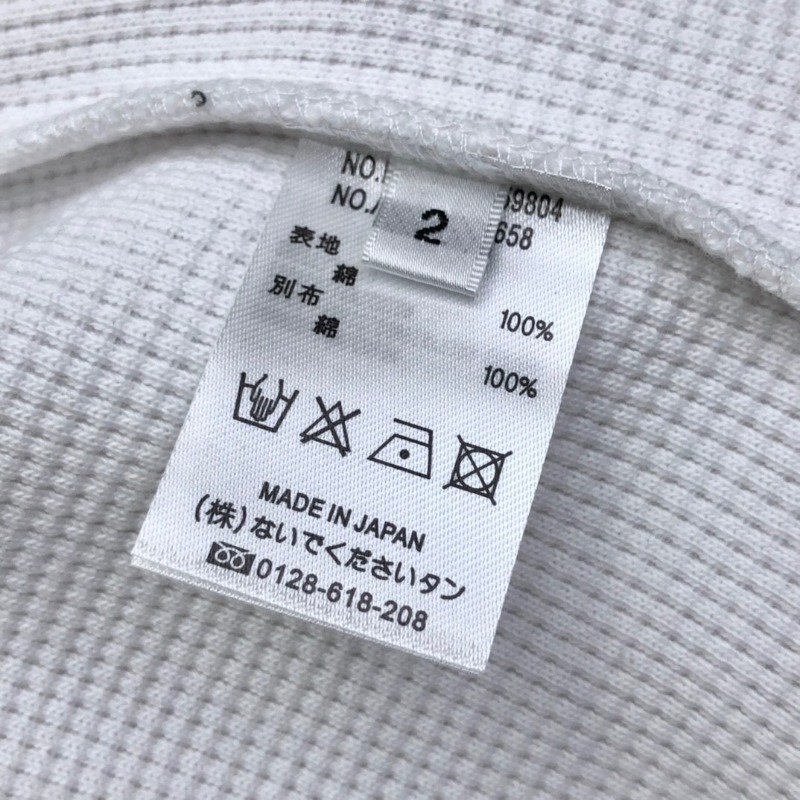 NO.
59804
NO.
658
2
表地
綿 100%
別布
綿 100%
MADE IN JAPAN
(株)ないでくださいタン
0128-618-208